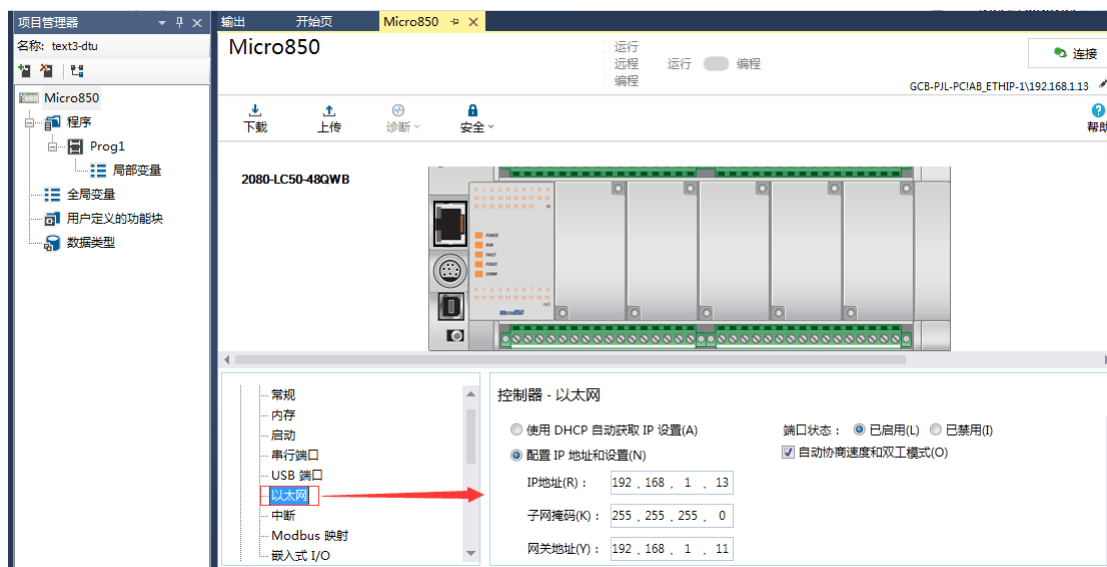 项目管理器
名称: text3-dtu
Micro850
程序
Prog1
局部变量
全局变量
用户定义的功能块
数据类型
输出 开始页 Micro850
Micro850
运行
远程 运行 编程
编程
连接
GCB-PJL-PC!AB_ETHIP-1\192.168.1.13
下载 上传 诊断 安全 帮助
2080-LC50-48QWB
Micro850
常规
内存
启动
串行端口
USB 端口
以太网
中断
Modbus 映射
嵌入式 I/O
控制器 - 以太网
使用 DHCP 自动获取 IP 设置(A)
配置 IP 地址和设置(N)
IP地址(R): 192 . 168 . 1 . 13
子网掩码(K): 255 . 255 . 255 . 0
网关地址(Y): 192 . 168 . 1 . 11
端口状态: 已启用(L) 已禁用(I)
自动协商速度和双工模式(O)